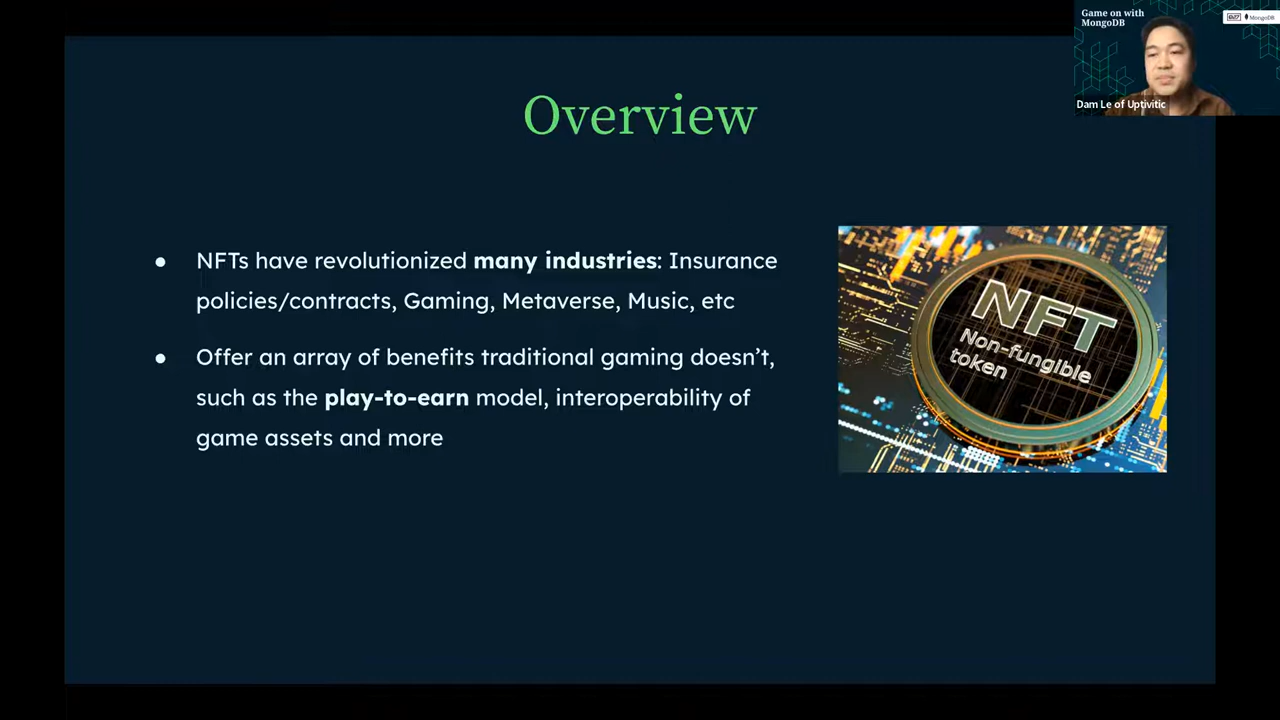 Game on with
MongoDB
MongoDB
Dam Le of Uptivitic
Overview
● NFTs have revolutionized many industries: Insurance
policies/contracts, Gaming, Metaverse, Music, etc
● Offer an array of benefits traditional gaming doesn’t,
such as the play-to-earn model, interoperability of
game assets and more
NFT
Non-fungible
token